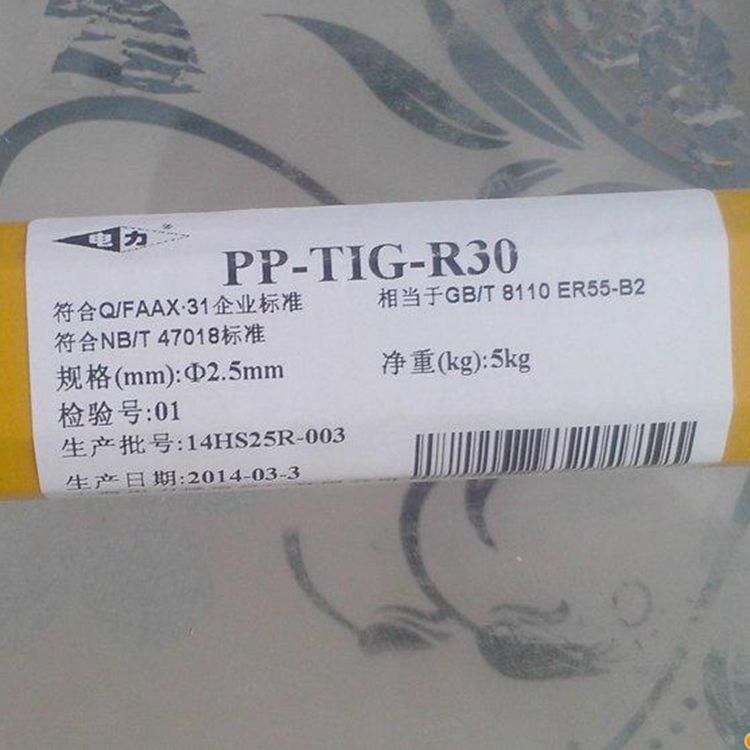 电力®
PP-TIG-R30
符合Q/FAAX·31企业标准 相当于GB/T 8110 ER55-B2
符合NB/T 47018标准
规格(mm):Φ2.5mm 净重(kg):5kg
检验号:01
生产批号:14HS25R-003
生产日期:2014-03-3